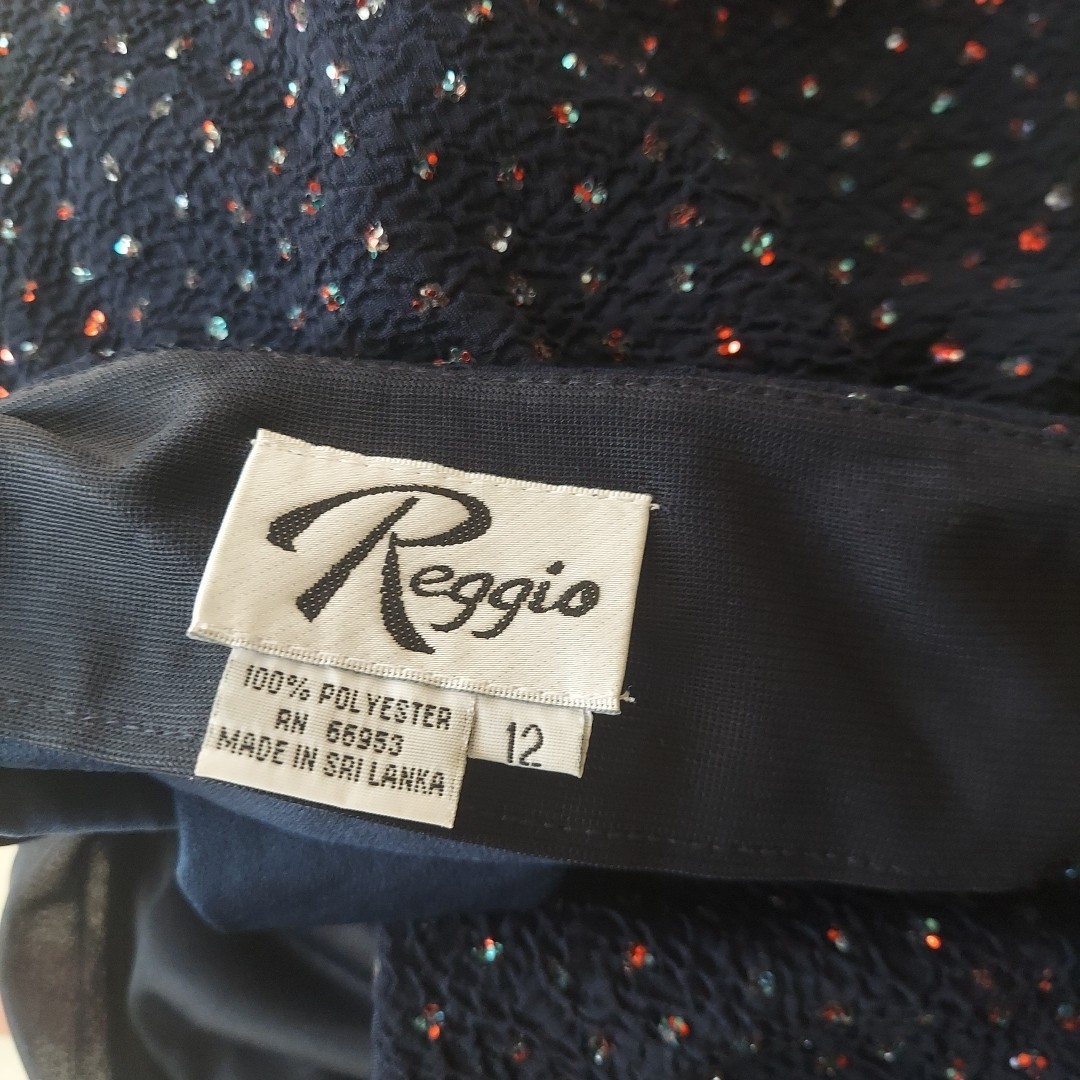 Reggio
100% POLYESTER
RN 66953
MADE IN SRI LANKA
12